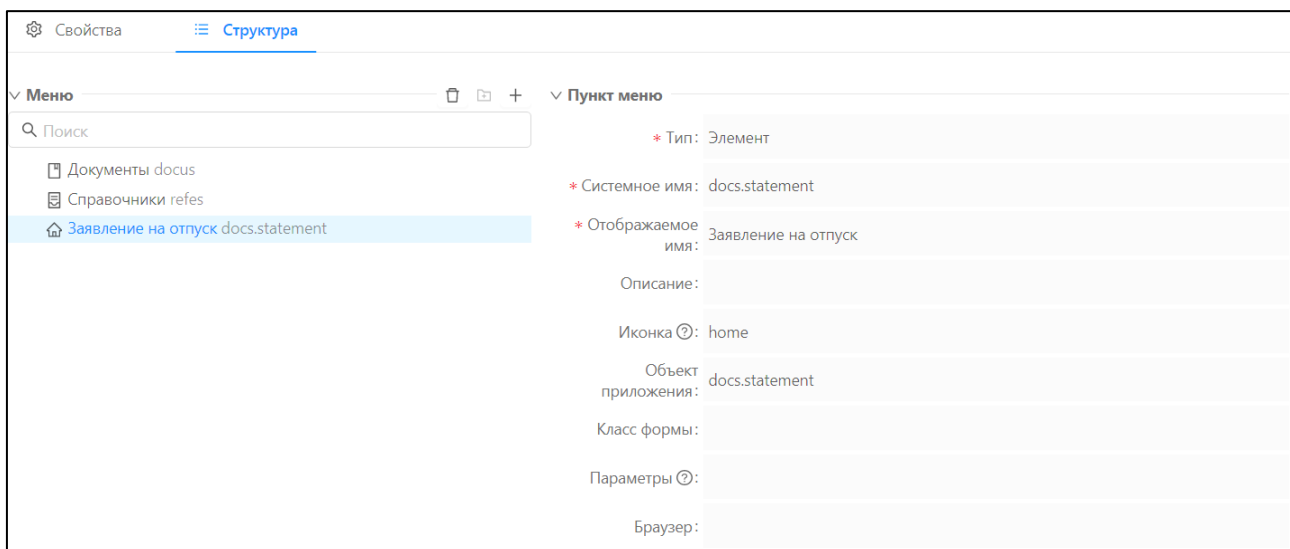 Свойства
Структура
Меню
Поиск
Документы docus
Справочники refes
Заявление на отпуск docs.statement
Пункт меню
* Тип: Элемент
* Системное имя: docs.statement
* Отображаемое имя: Заявление на отпуск
Описание:
Иконка ?: home
Объект приложения: docs.statement
Класс формы:
Параметры ?:
Браузер: